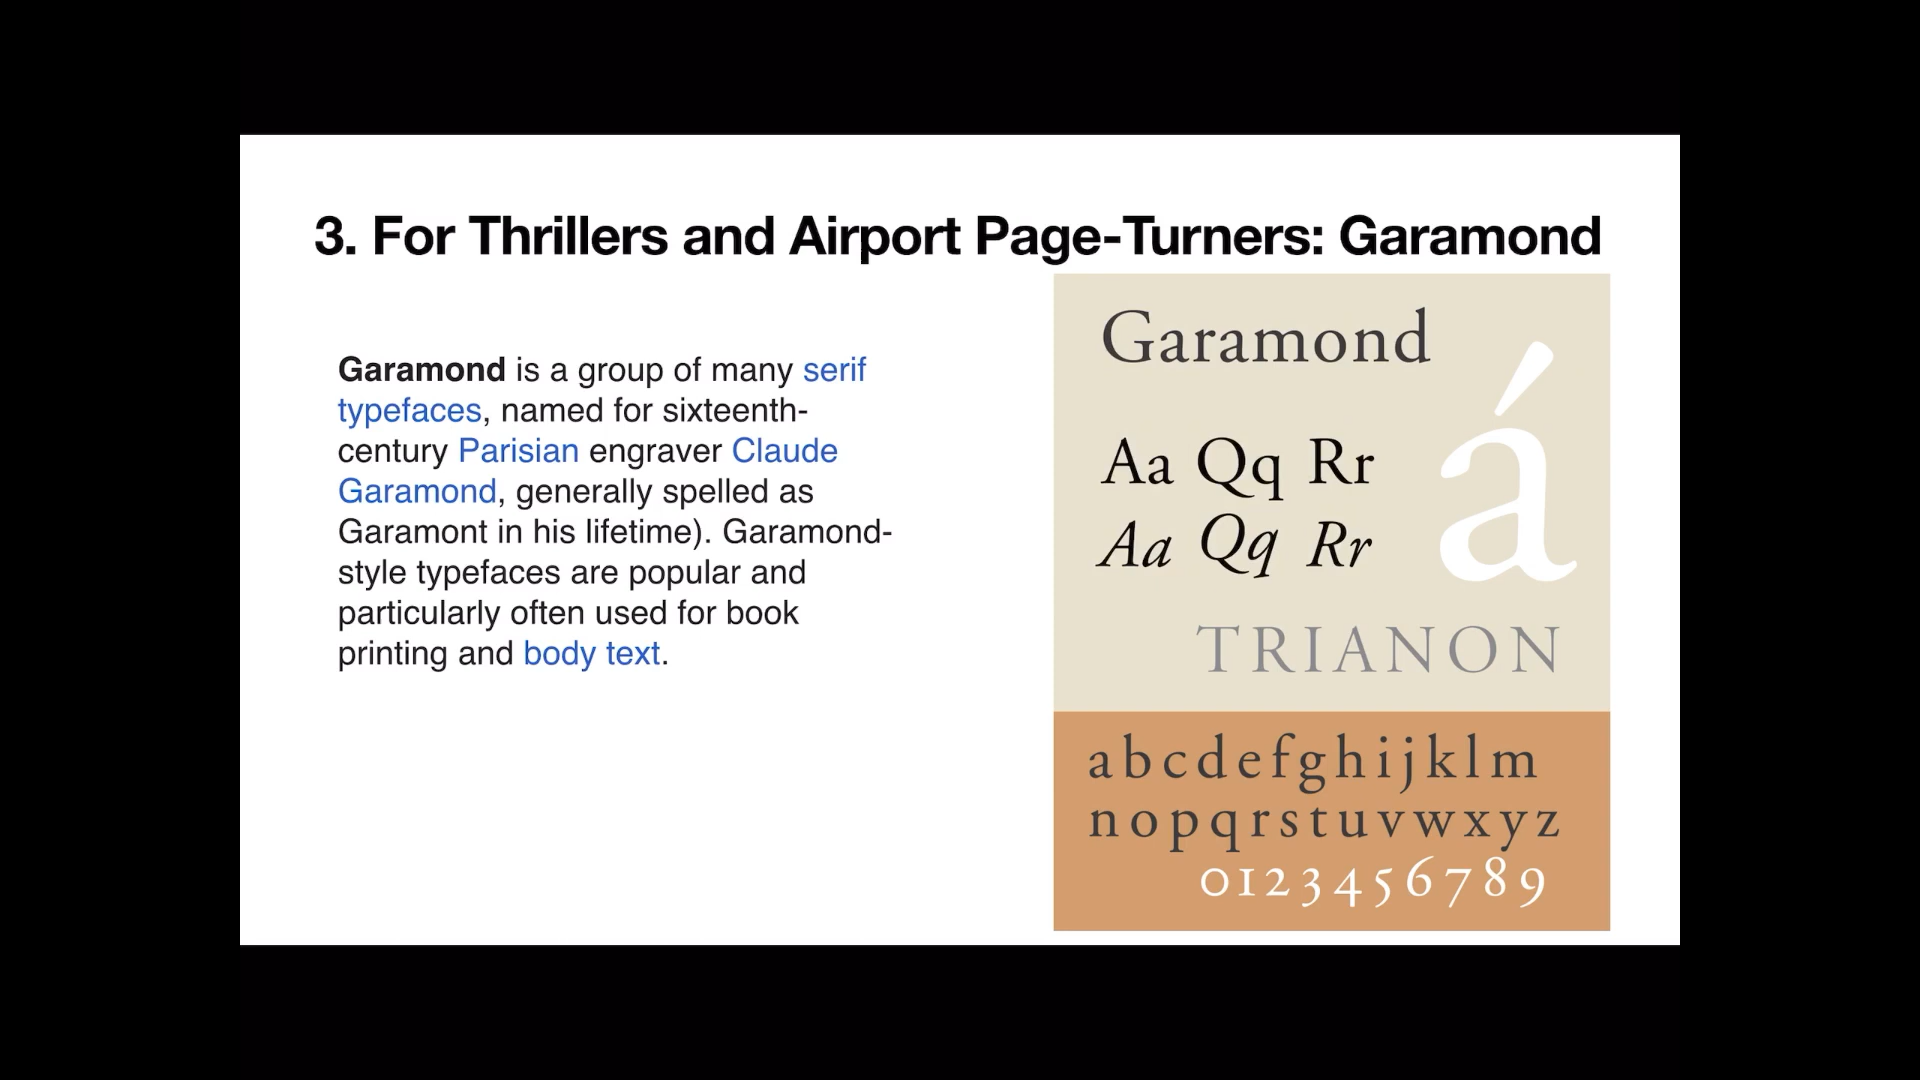 3. For Thrillers and Airport Page-Turners: Garamond
Garamond is a group of many serif
typefaces, named for sixteenth-
century Parisian engraver Claude
Garamond, generally spelled as
Garamont in his lifetime). Garamond-
style typefaces are popular and
particularly often used for book
printing and body text.
Garamond
Aa Qq Rr
Aa Qq Rr
á
TRIANON
abcdefghijklm
nopqrstuvwxyz
0123456789